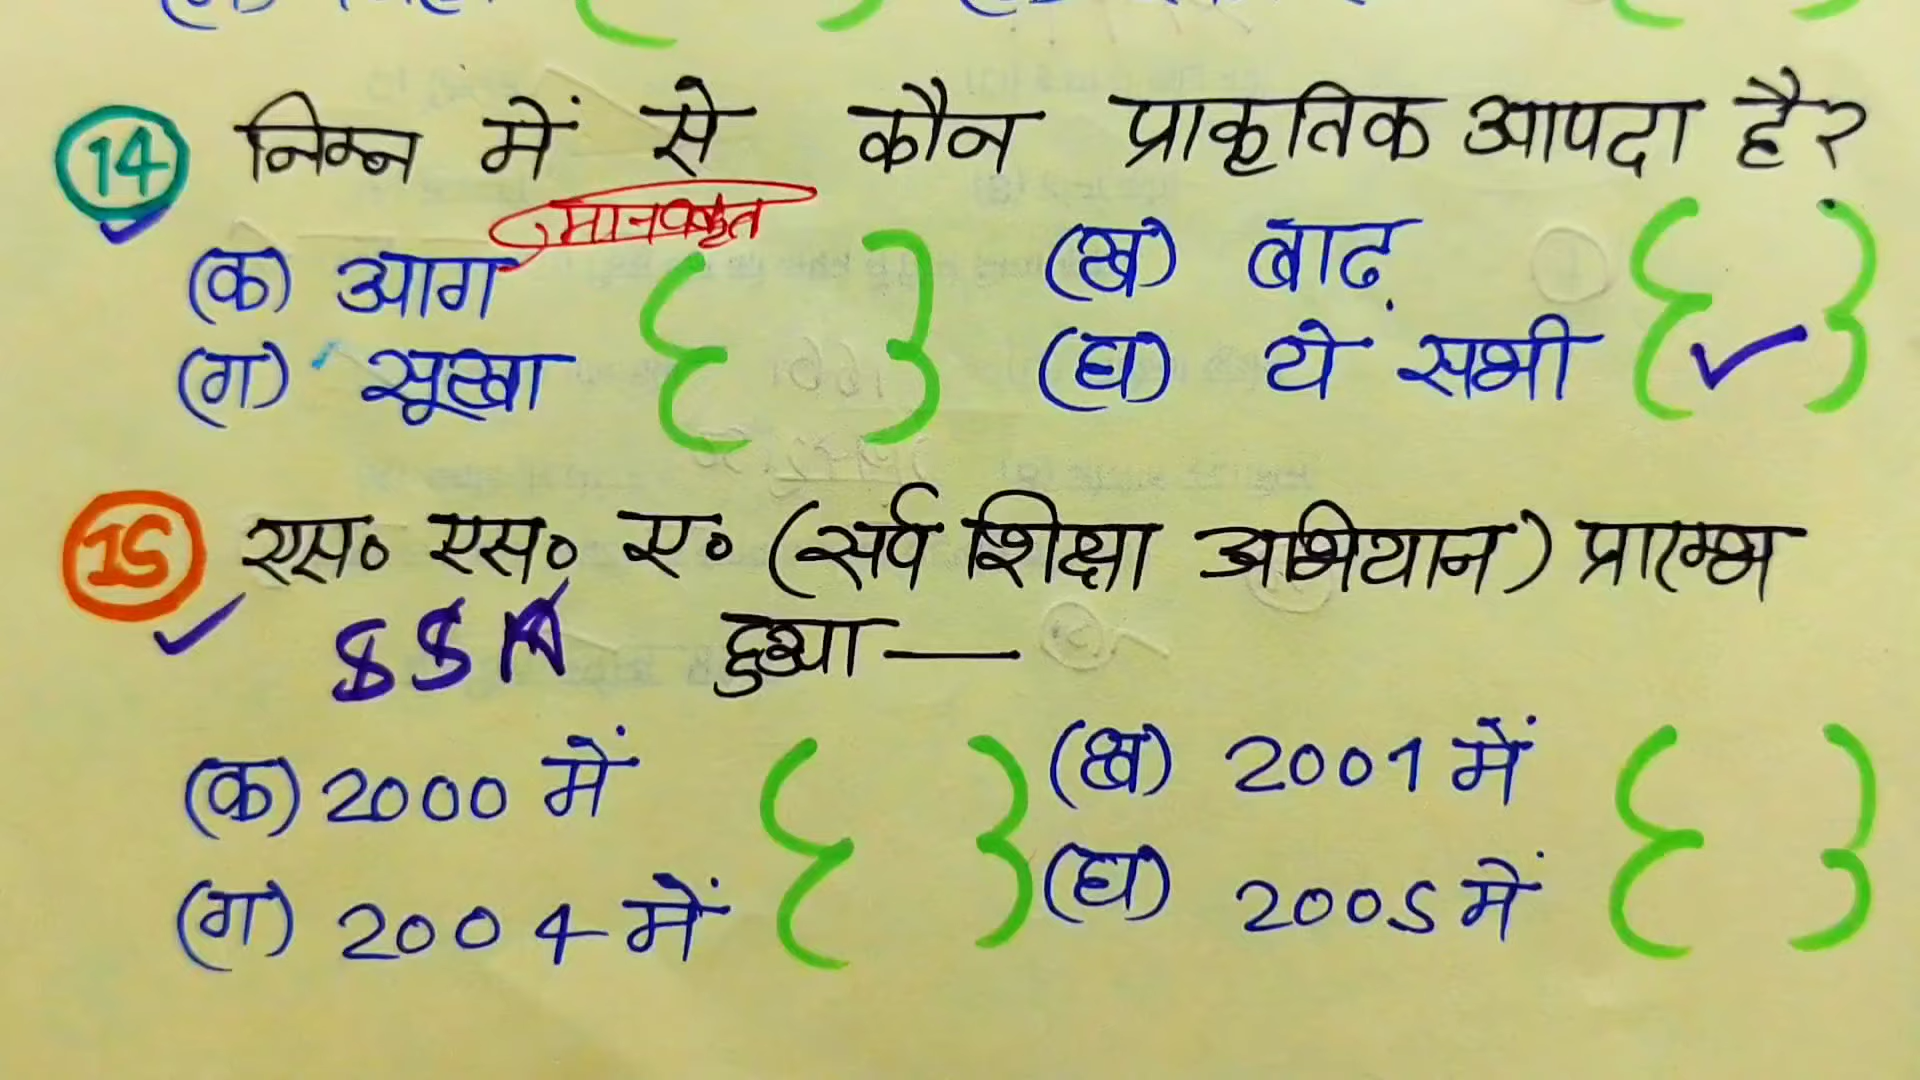 14 निम्न में से कौन प्राकृतिक आपदा है?
मानवकृत
(क) आग (ख) बाढ़
(ग) सूखा (घ) ये सभी
15 एस० एस० ए० (सर्व शिक्षा अभियान) प्रारम्भ
SSA हुआ—
(क) 2000 में (ख) 2001 में
(ग) 2004 में (घ) 2005 में